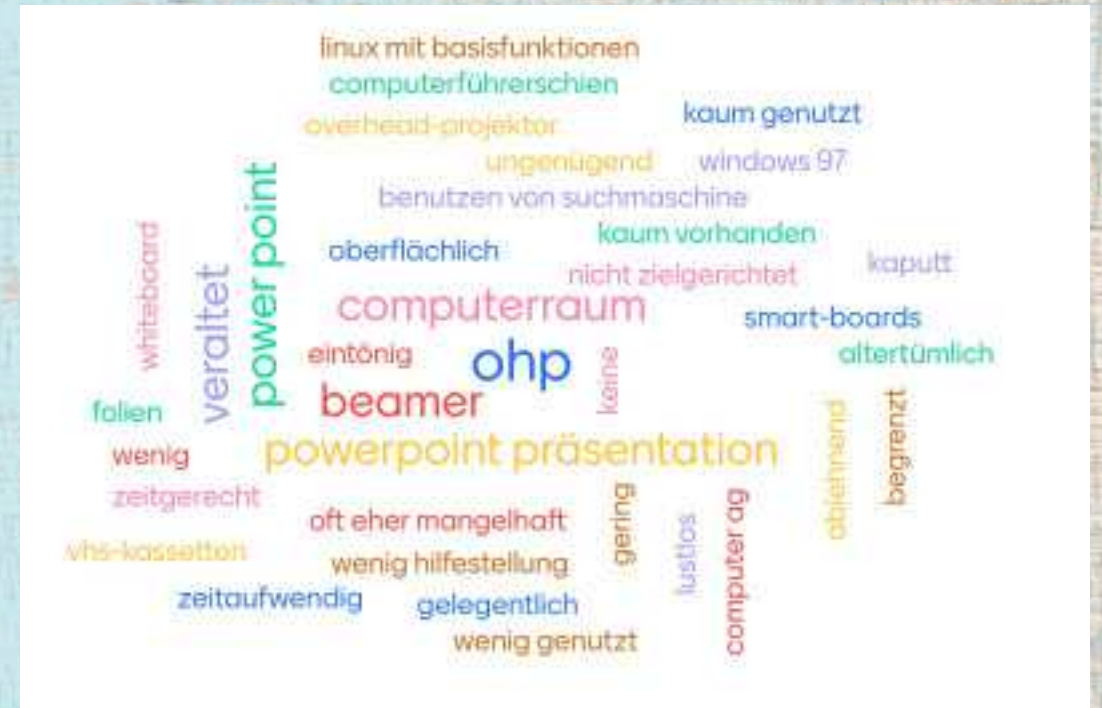 linux mit basisfunktionen
computerführerschien
overhead-projektor
kaum genutzt
ungenügend
windows 97
benutzen von suchmaschine
power point
whiteboard
veraltet
oberflächlich
kaum vorhanden
nicht zielgerichtet
kaputt
computerraum
smart-boards
eintönig
ohp
keine
altertümlich
beamer
folien
wenig
powerpoint präsentation
ablehnend
begrenzt
zeitgerecht
oft eher mangelhaft
gering
lustlos
computer ag
vhs-kassetten
wenig hilfestellung
zeitaufwendig
gelegentlich
wenig genutzt